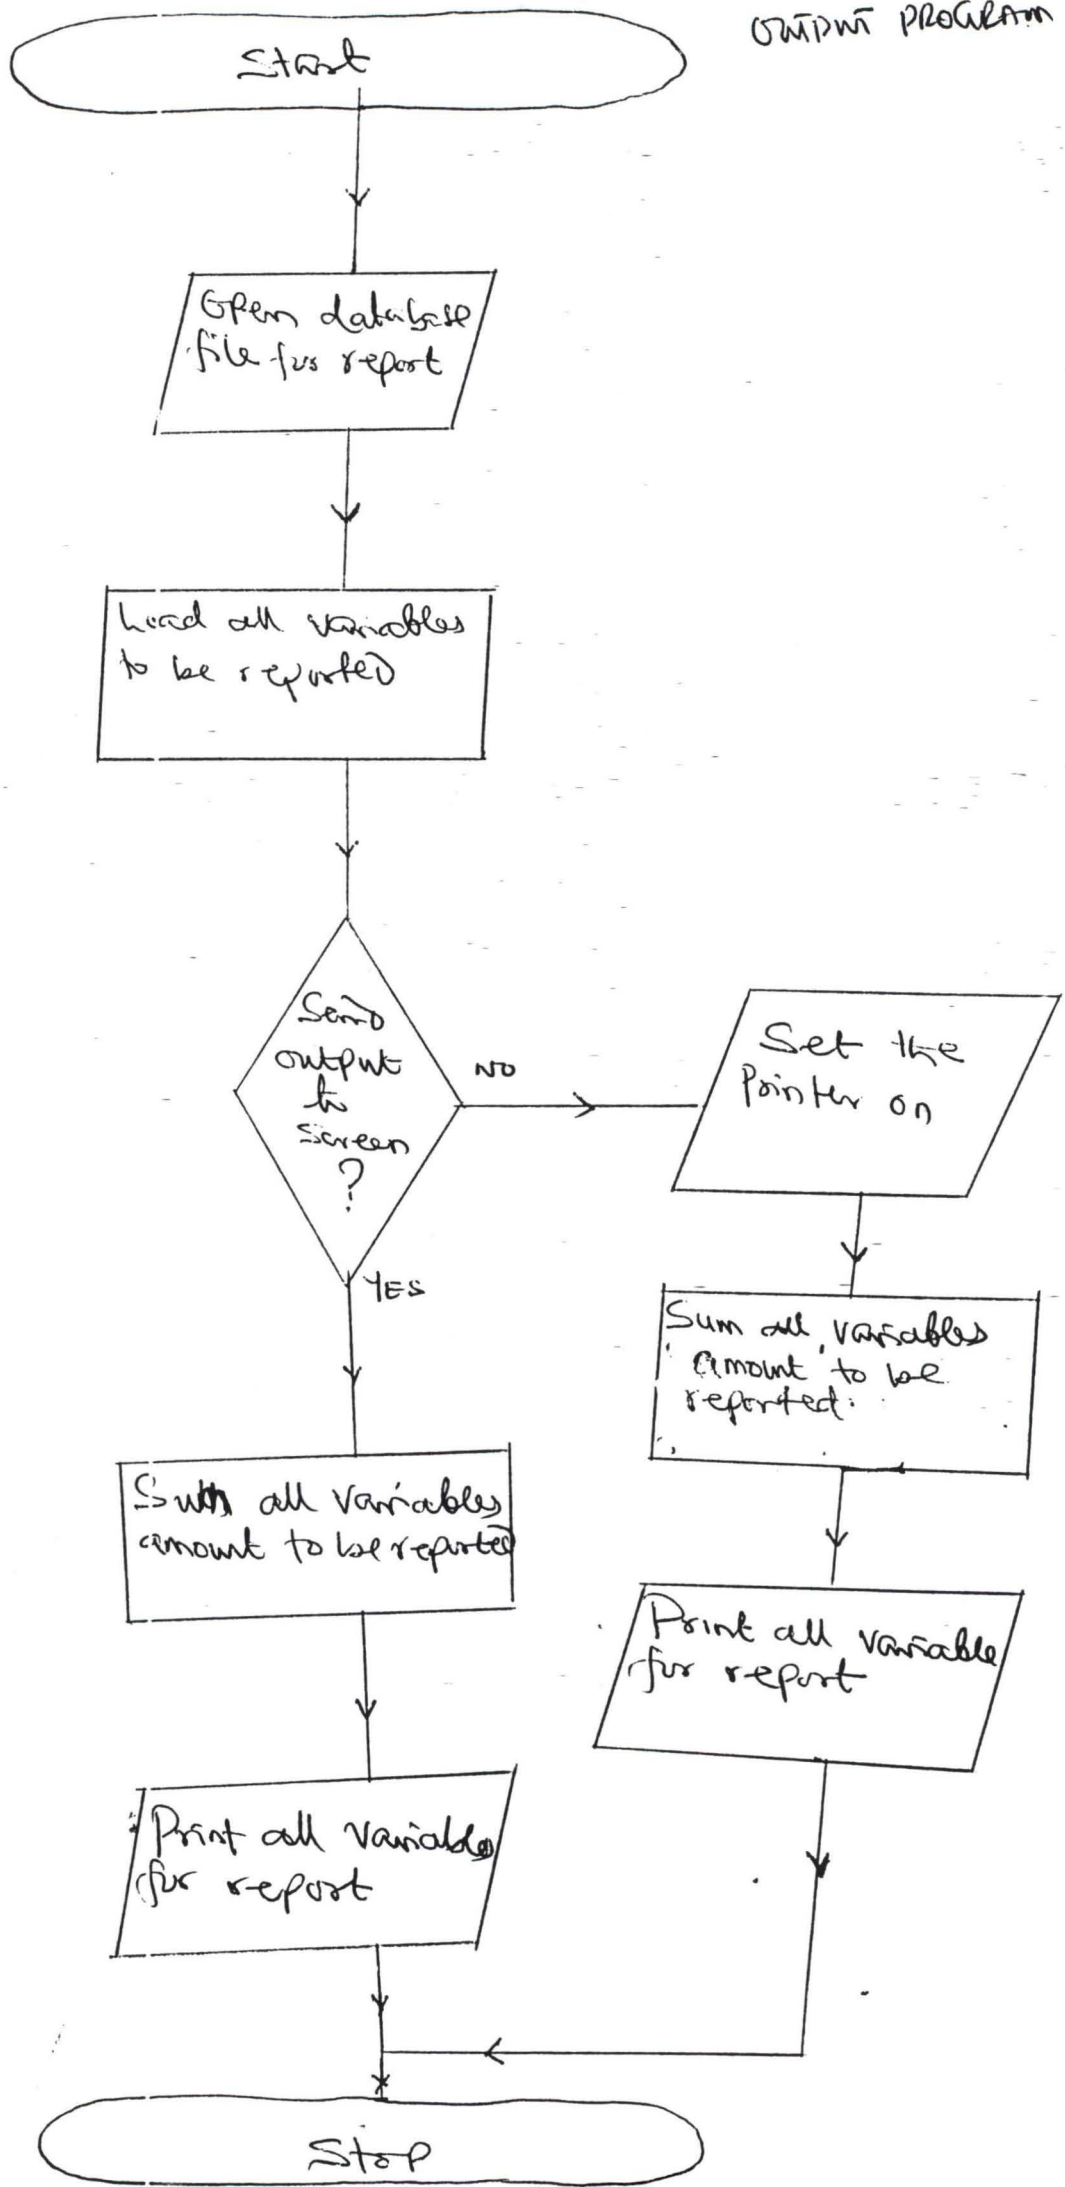 OUTPUT PROGRAM
Start
Open database
file for report
Load all variables
to be reported
Send
output
to
Screen
?
NO
Set the
Printer on
YES
Sum all variables
amount to be
reported.
Sum all variables
amount to be reported
Print all variable
for report
Print all variables
for report
Stop